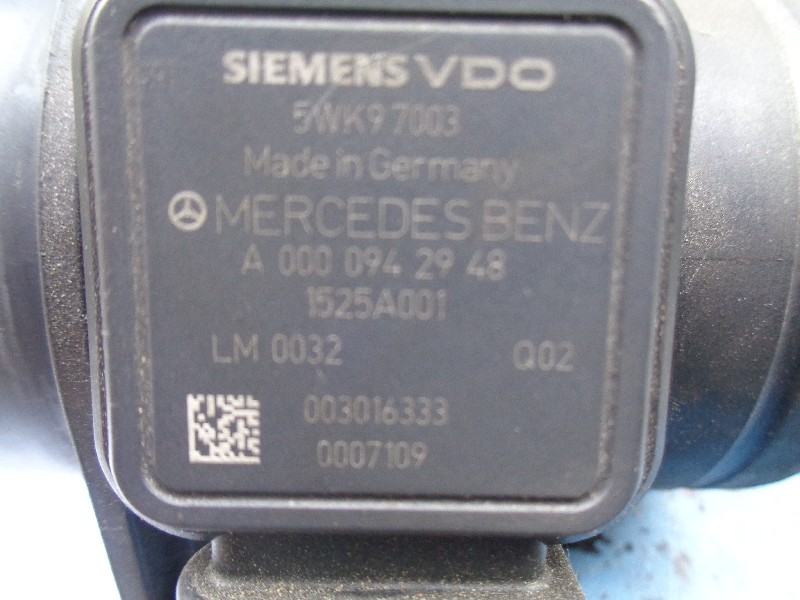 SIEMENS VDO
5WK9 7003
Made in Germany
MERCEDES BENZ
A 000 094 29 48
1525A001
LM 0032 Q02
003016333
0007109